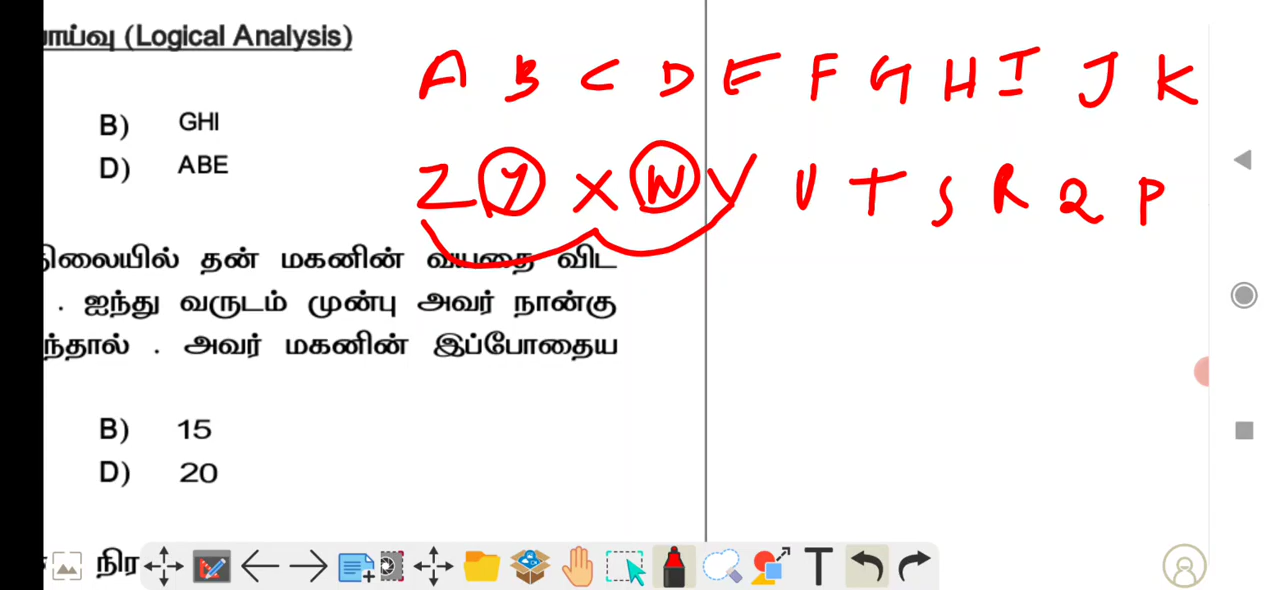 (Logical Analysis)
A B C D E F G H I J K
B) GHI
D) ABE
Z Y X W V U T S R Q P
தன் மகனின் வயதை விட
. ஐந்து வருடம் முன்பு அவர் நான்கு
. அவர் மகனின் இப்போதைய
B) 15
D) 20
T